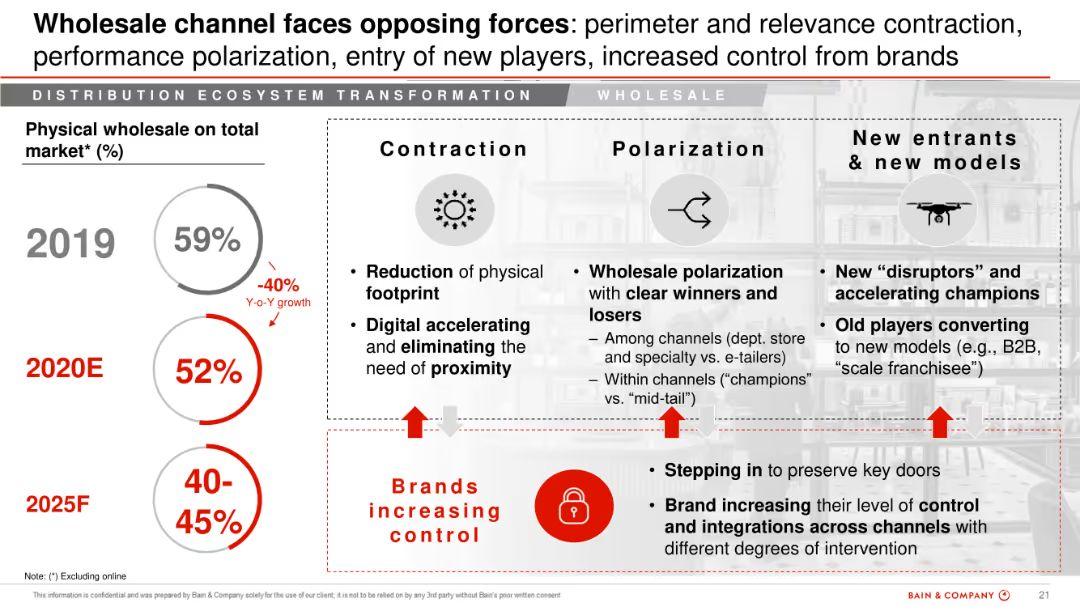 Wholesale channel faces opposing forces: perimeter and relevance contraction,
performance polarization, entry of new players, increased control from brands
DISTRIBUTION ECOSYSTEM TRANSFORMATION
WHOLESALE
Physical wholesale on total
market* (%)
2019
59%
-40%
Y-o-Y growth
2020E
52%
2025F
40-
45%
Contraction
• Reduction of physical
footprint
• Digital accelerating
and eliminating the
need of proximity
Polarization
• Wholesale polarization
with clear winners and
losers
– Among channels (dept. store
and specialty vs. e-tailers)
– Within channels (“champions”
vs. “mid-tail”)
New entrants
& new models
• New “disruptors” and
accelerating champions
• Old players converting
to new models (e.g., B2B,
“scale franchisee”)
Brands
increasing
control
• Stepping in to preserve key doors
• Brand increasing their level of control
and integrations across channels with
different degrees of intervention
Note: (*) Excluding online
This information is confidential and was prepared by Bain & Company solely for the use of our client; it is not to be relied on by any 3rd party without Bain's prior written consent
BAIN & COMPANY
21